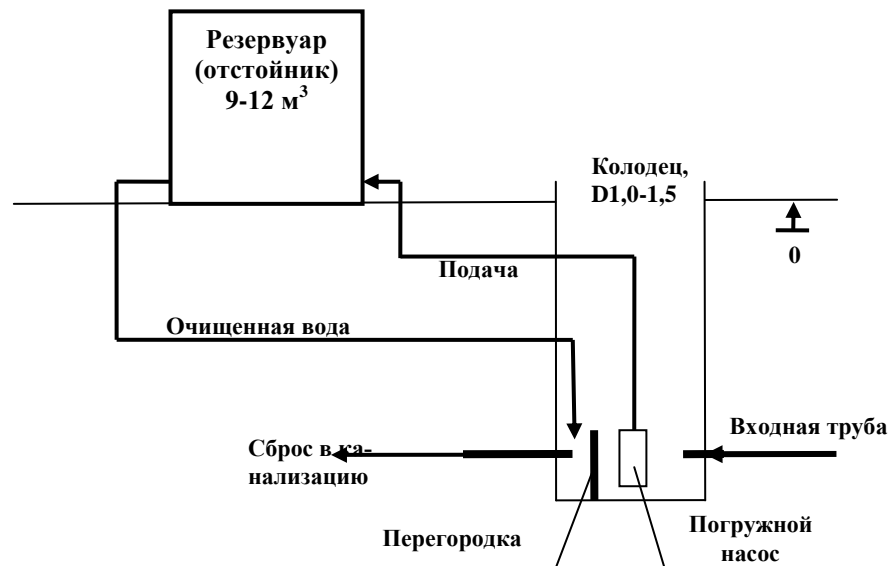 Резервуар
(отстойник)
9-12 м³
Колодец,
D1,0-1,5
0
Подача
Очищенная вода
Входная труба
Сброс в ка-
нализацию
Перегородка
Погружной
насос